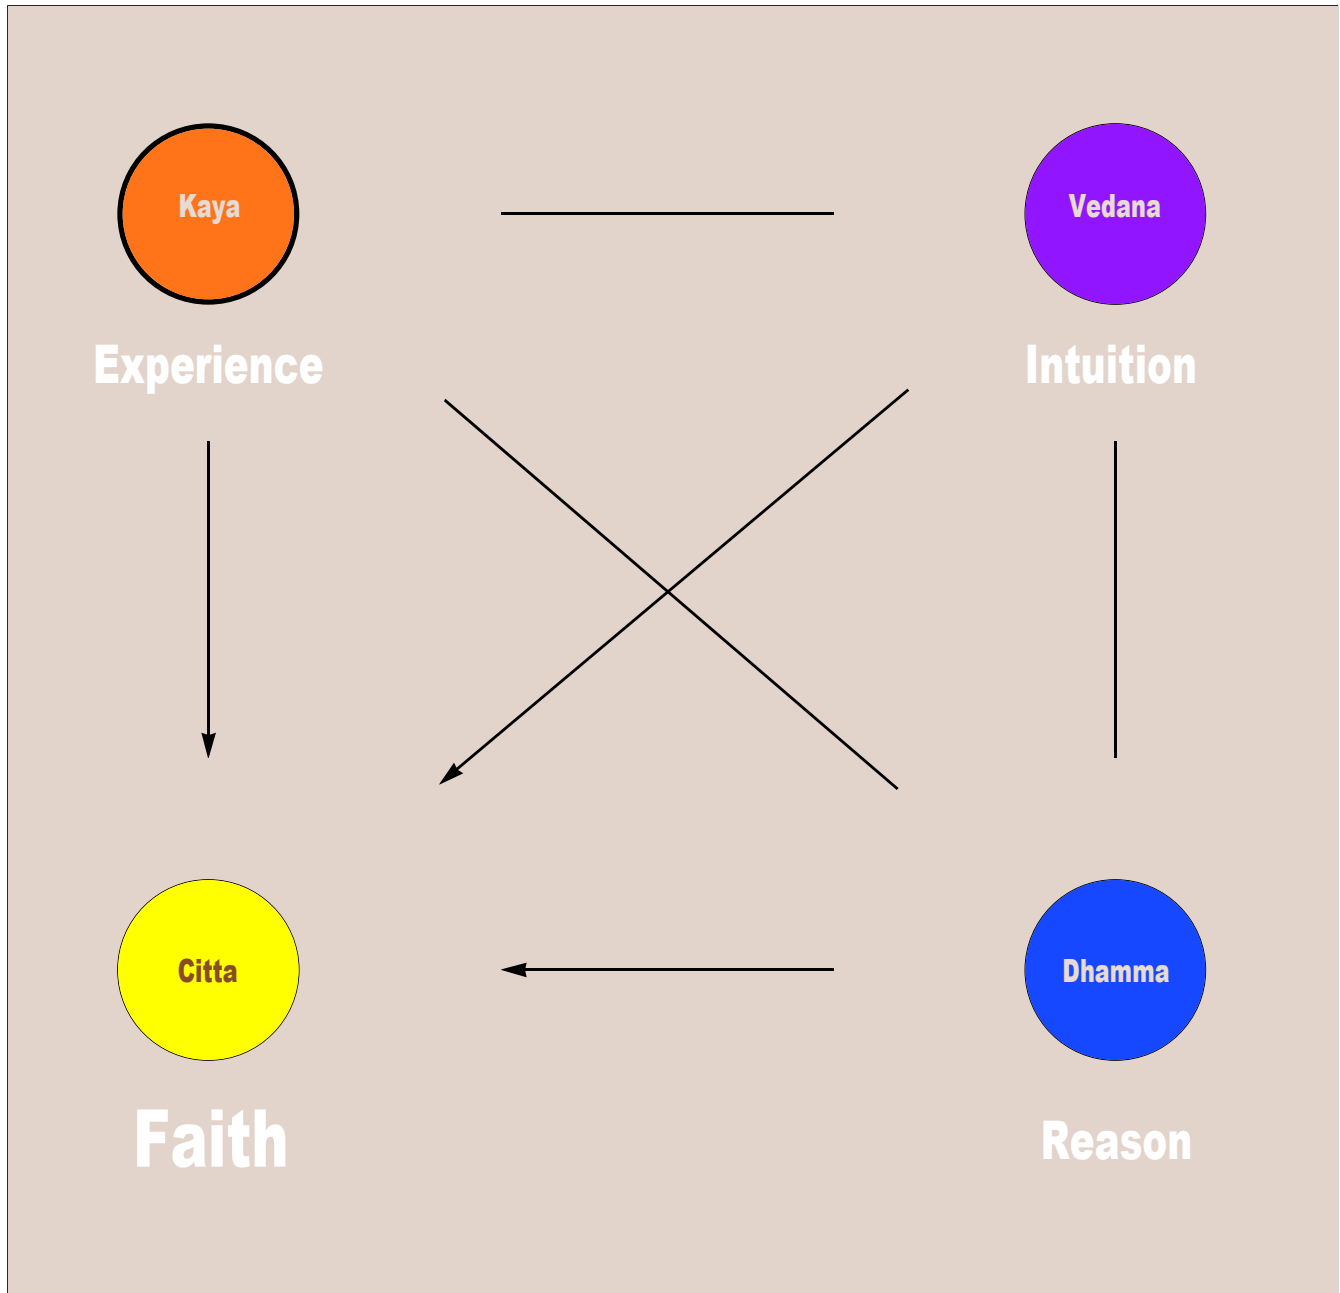 Kaya
Vedana
Experience
Intuition
Citta
Dhamma
Faith
Reason